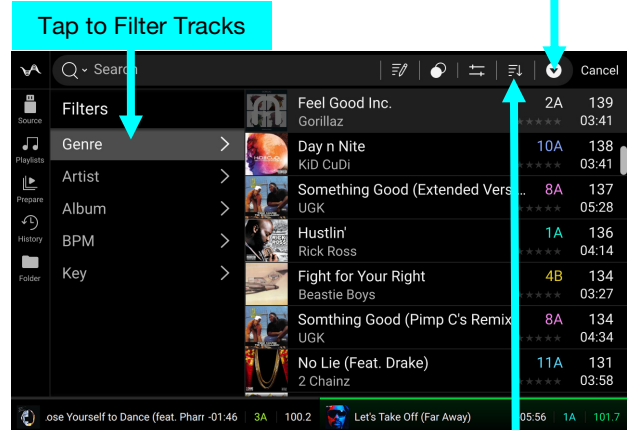 Tap to Filter Tracks
Search
Cancel
Source
Playlists
Prepare
History
Folder
Filters
Genre
Artist
Album
BPM
Key
Feel Good Inc. 2A 139
Gorillaz 03:41
Day n Nite 10A 138
KiD CuDi 03:41
Something Good (Extended Vers... 8A 137
UGK 05:28
Hustlin' 1A 136
Rick Ross 04:14
Fight for Your Right 4B 134
Beastie Boys 03:27
Somthing Good (Pimp C's Remix 8A 134
UGK 04:34
No Lie (Feat. Drake) 11A 131
2 Chainz 03:58
ose Yourself to Dance (feat. Pharr -01:46 3A 100.2 Let's Take Off (Far Away) 05:56 1A 101.7